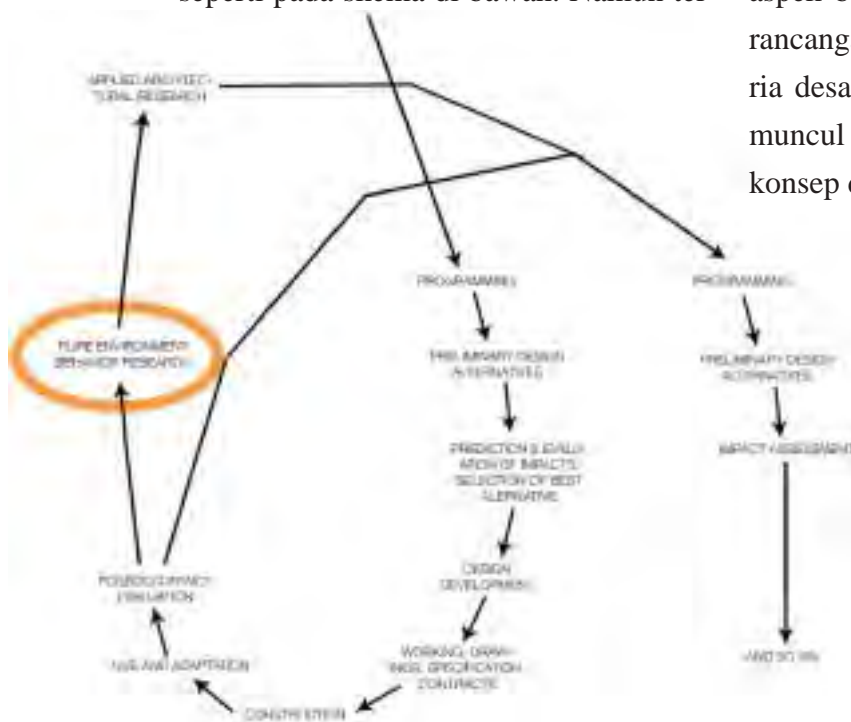 seperti pada skema di bawah. Namun ter-
aspek
rancang
ria desa
muncul
konsep
APPLIED ARCHITEC-
TURAL RESEARCH
PROGRAMMING
PROGRAMMING
PURE ENVIRONMENT
BEHAVIOR RESEARCH
PRELIMINARY DESIGN
ALTERNATIVES
PRELIMINARY DESIGN
ALTERNATIVES
PREDICTION & EVALU-
ATION OF IMPACTS
SELECTION OF BEST
ALTERNATIVE
IMPACT ASSESSMENT
DESIGN
DEVELOPMENT
EVALUATION
WORKING DRAW-
INGS, SPECIFICATION
CONTRACTS
USE AND ADAPTATION
AND SO ON
CONSTRUCTION